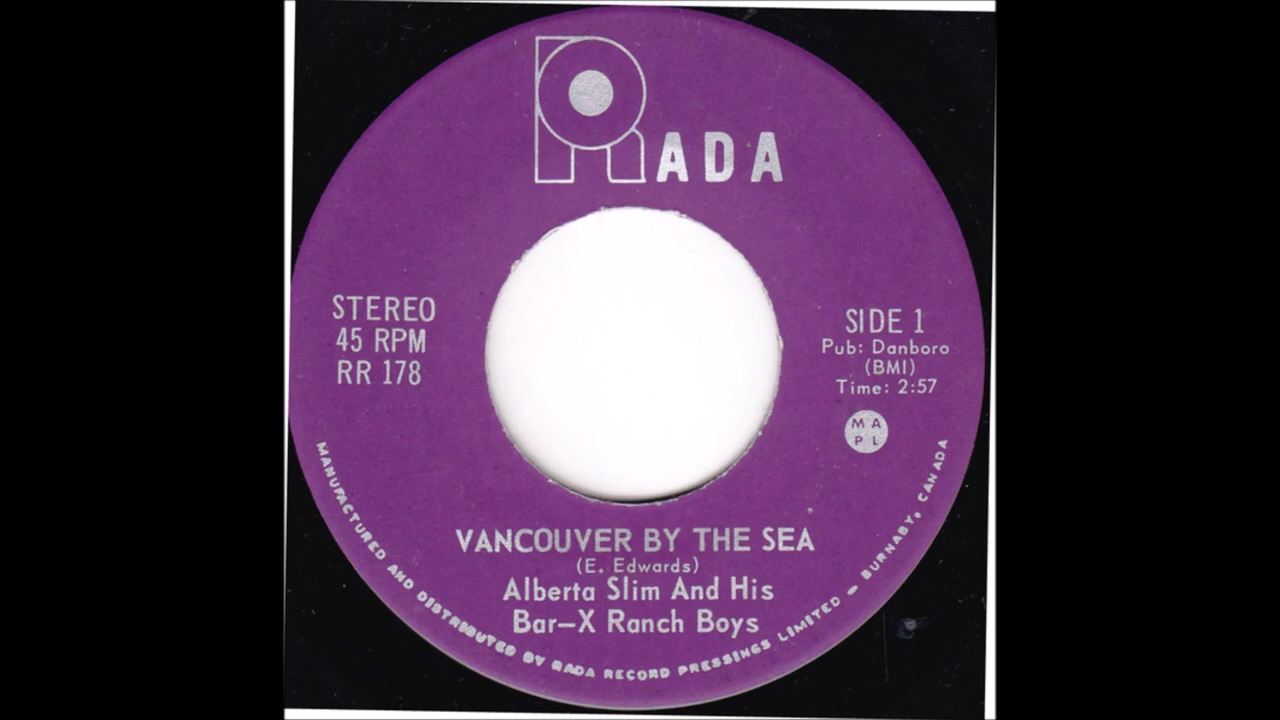 RADA
STEREO
45 RPM
RR 178
SIDE 1
Pub: Danboro
(BMI)
Time: 2:57
M A
P L
VANCOUVER BY THE SEA
(E. Edwards)
Alberta Slim And His
Bar-X Ranch Boys
MANUFACTURED AND DISTRIBUTED BY RADA RECORD PRESSINGS LIMITED - BURNABY, CANADA